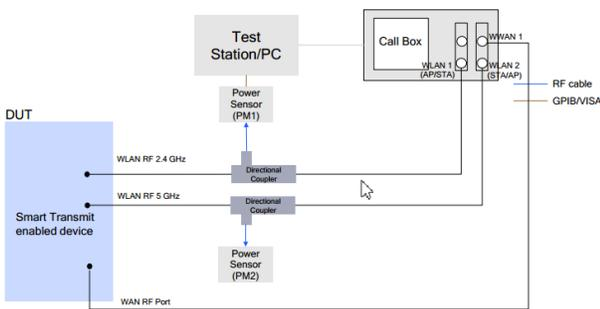 Test
Station/PC
Call Box
WWAN 1
WLAN 1
(AP/STA)
WLAN 2
(STA/AP)
RF cable
GPIB/VISA
Power
Sensor
(PM1)
DUT
WLAN RF 2.4 GHz
Directional
Coupler
WLAN RF 5 GHz
Directional
Coupler
Smart Transmit
enabled device
Power
Sensor
(PM2)
WAN RF Port